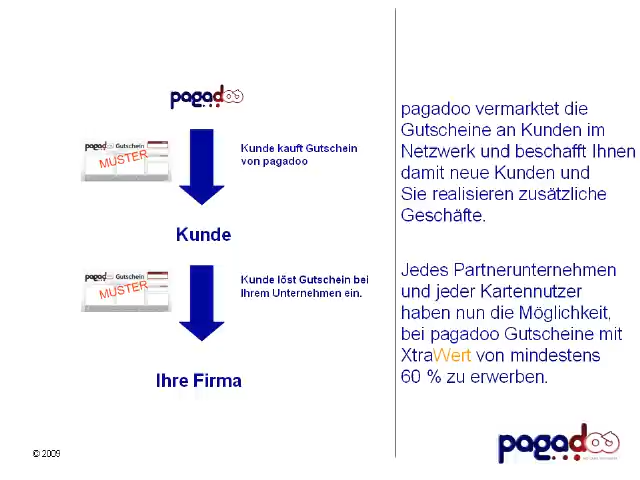 pagadoo
pagadoo Gutschein
MUSTER
Kunde kauft Gutschein
von pagadoo
Kunde
pagadoo Gutschein
MUSTER
Kunde löst Gutschein bei
Ihrem Unternehmen ein.
Ihre Firma
© 2009
pagadoo vermarktet die
Gutscheine an Kunden im
Netzwerk und beschafft Ihnen
damit neue Kunden und
Sie realisieren zusätzliche
Geschäfte.
Jedes Partnerunternehmen
und jeder Kartennutzer
haben nun die Möglichkeit,
bei pagadoo Gutscheine mit
XtraWert von mindestens
60 % zu erwerben.
pagadoo